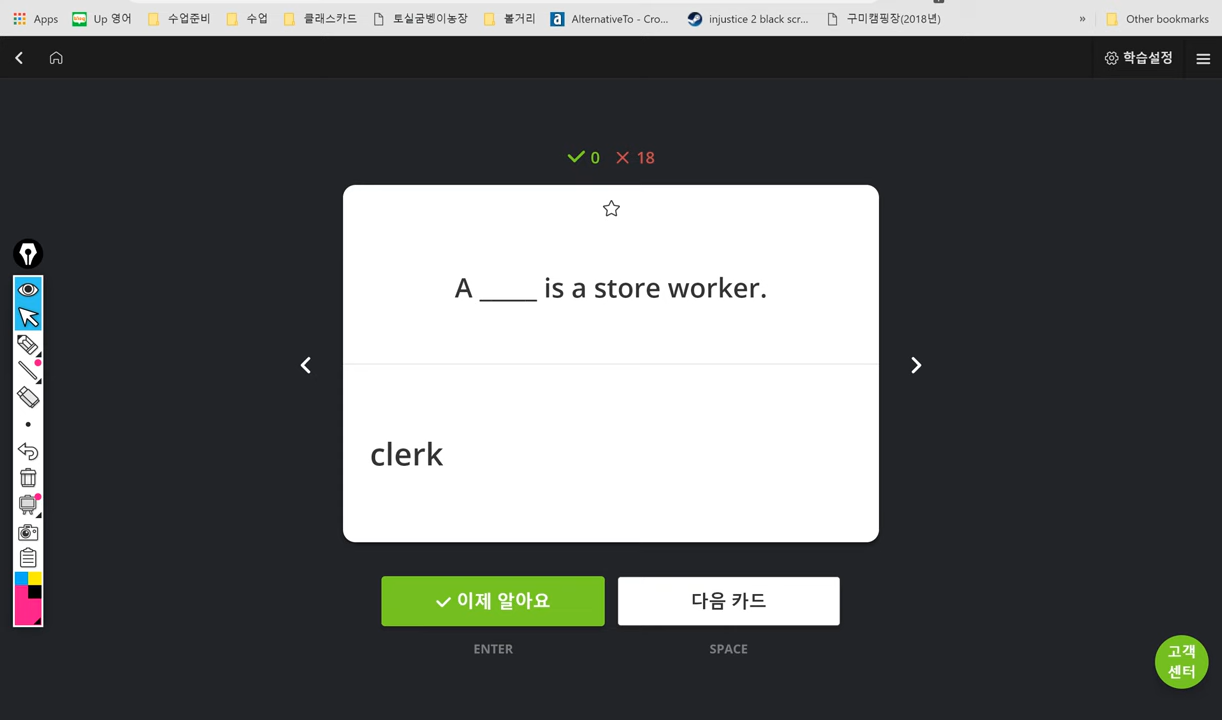 Apps Up 영어 수업준비 수업 클래스카드 토실굼벵이농장 볼거리 AlternativeTo - Cro... injustice 2 black scr... 구미캠핑장(2018년) » Other bookmarks
학습설정
0 18
A _____ is a store worker.
clerk
이제 알아요 다음 카드
ENTER SPACE
고객
센터